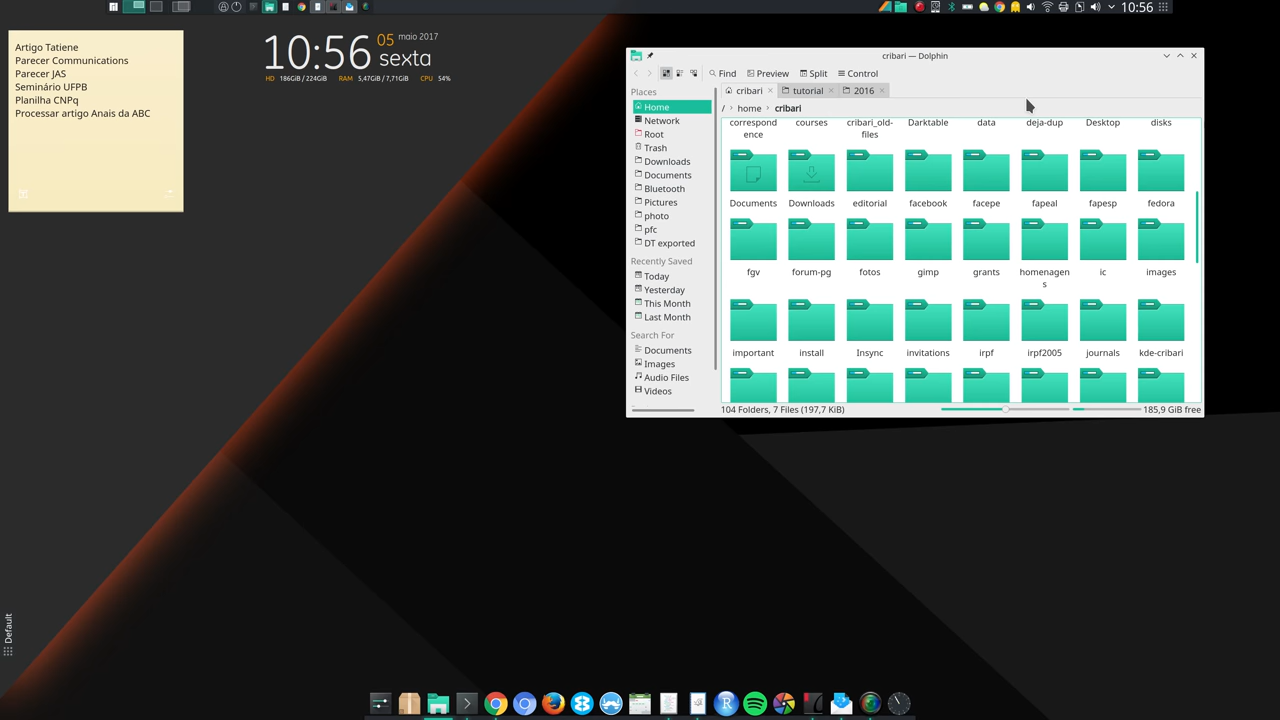 10:56
Artigo Tatiene
Parecer Communications
Parecer JAS
Seminário UFPB
Planilha CNPq
Processar artigo Anais da ABC
10:56
05
maio 2017
sexta
HD 186GiB / 224GiB RAM 5,47GiB / 7,71GiB CPU 54%
cribari — Dolphin
Find Preview Split Control
cribari tutorial 2016
/ › home › cribari
Places
Home
Network
Root
Trash
Downloads
Documents
Bluetooth
Pictures
photo
pfc
DT exported
Recently Saved
Today
Yesterday
This Month
Last Month
Search For
Documents
Images
Audio Files
Videos
correspond
ence
courses
cribari_old-
files
Darktable
data
deja-dup
Desktop
disks
Documents Downloads editorial facebook facepe fapeal fapesp fedora
fgv forum-pg fotos gimp grants homenagen
s
ic images
important install Insync invitations irpf irpf2005 journals kde-cribari
104 Folders, 7 Files (197,7 KiB)
185,9 GiB free
Default